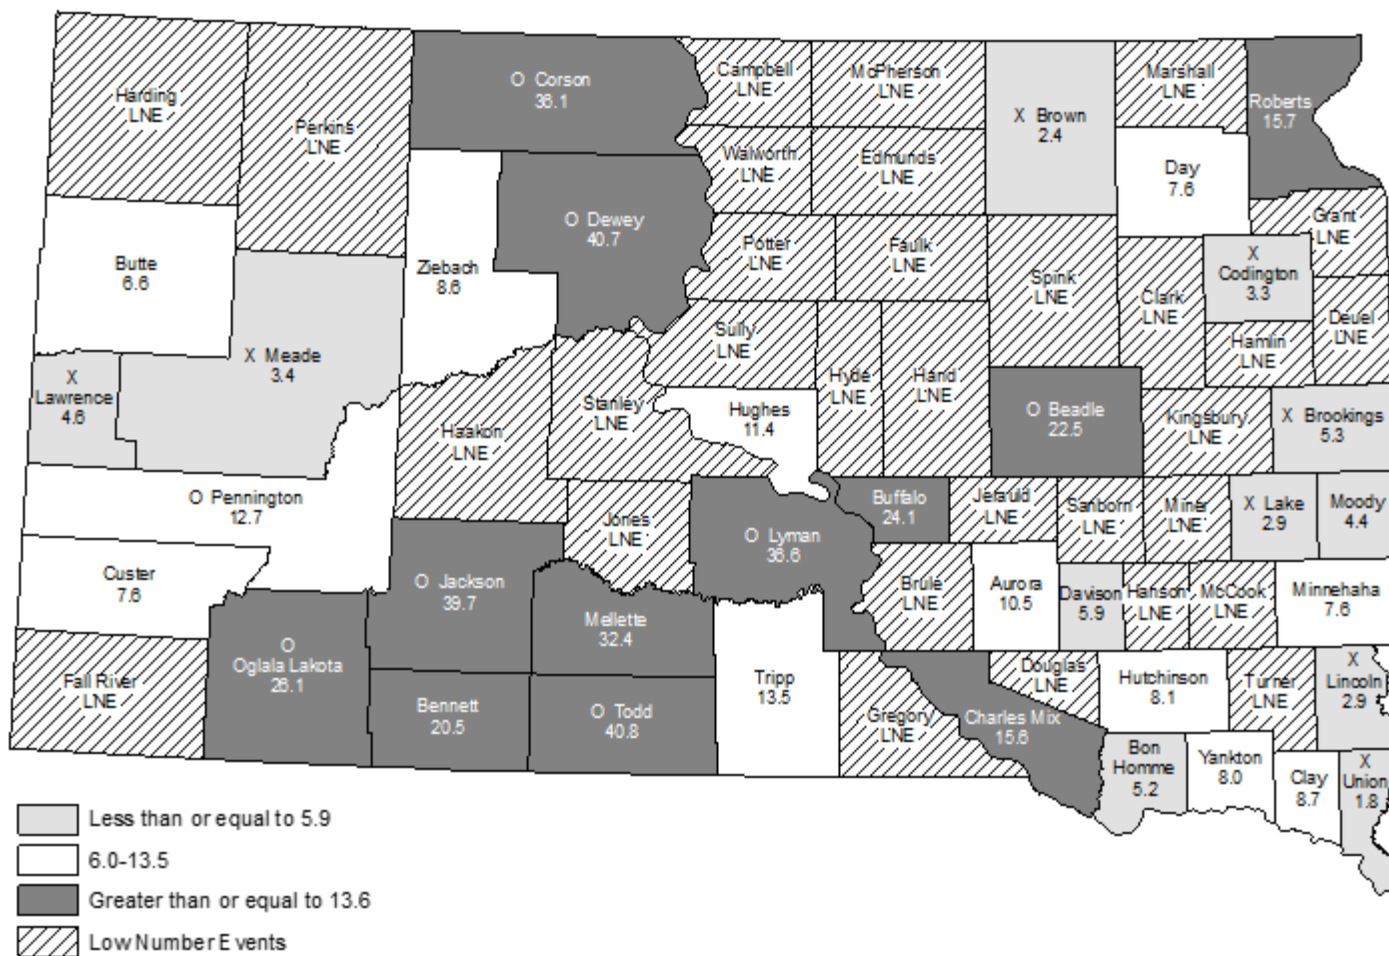 Harding
LNE
Perkins
LNE
O Corson
36.1
Campbell
LNE
McPherson
LNE
X Brown
2.4
Marshall
LNE
Roberts
15.7
Walworth
LNE
Edmunds
LNE
Day
7.6
Grant
LNE
Butte
6.6
Ziebach
8.6
O Dewey
40.7
Potter
LNE
Faulk
LNE
Spink
LNE
Clark
LNE
X
Codington
3.3
Deuel
LNE
Hamlin
LNE
X
Lawrence
4.6
X Meade
3.4
Sully
LNE
Hyde
LNE
Hand
LNE
Haakon
LNE
Stanley
LNE
Hughes
11.4
O Beadle
22.5
Kingsbury
LNE
X Brookings
5.3
O Pennington
12.7
Jones
LNE
O Lyman
36.6
Buffalo
24.1
Jerauld
LNE
Sanborn
LNE
Miner
LNE
X Lake
2.9
Moody
4.4
Custer
7.6
O Jackson
39.7
Mellette
32.4
Brule
LNE
Aurora
10.5
Davison
5.9
Hanson
LNE
McCook
LNE
Minnehaha
7.6
Fall River
LNE
O
Oglala Lakota
26.1
Bennett
20.5
O Todd
40.8
Tripp
13.5
Gregory
LNE
Charles Mix
15.6
Douglas
LNE
Hutchinson
8.1
Turner
LNE
X
Lincoln
2.9
Bon
Homme
5.2
Yankton
8.0
Clay
8.7
X
Union
1.8
Less than or equal to 5.9
6.0-13.5
Greater than or equal to 13.6
Low Number Events